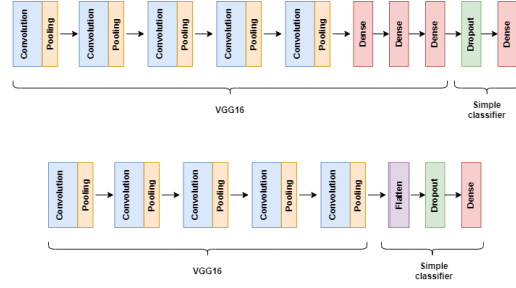 Convolution
Pooling
Convolution
Pooling
Convolution
Pooling
Convolution
Pooling
Convolution
Pooling
Dense
Dense
Dense
Dropout
Dense
VGG16
Simple
classifier
Convolution
Pooling
Convolution
Pooling
Convolution
Pooling
Convolution
Pooling
Convolution
Pooling
Flatten
Dropout
Dense
VGG16
Simple
classifier